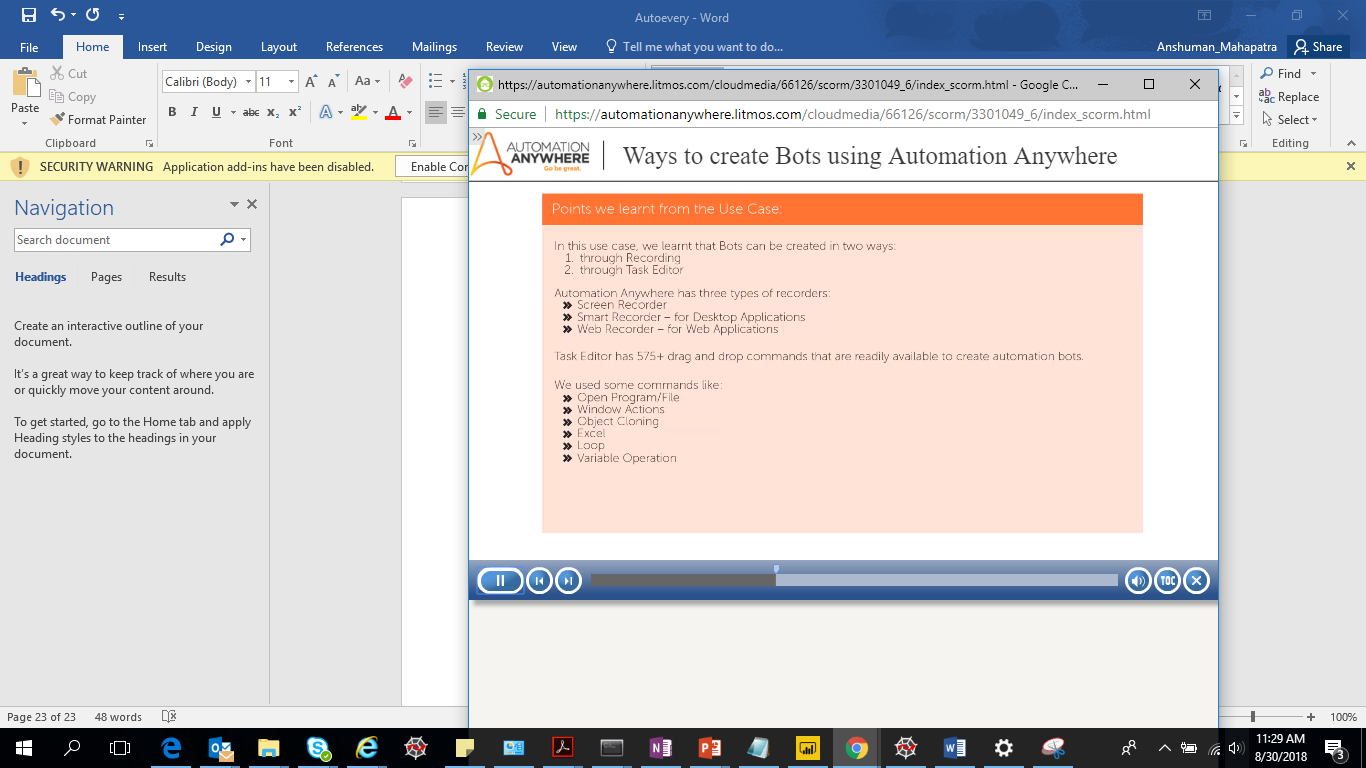 Autoevery - Word
File
Home
Insert
Design
Layout
References
Mailings
Review
View
Tell me what you want to do...
Anshuman_Mahapatra
Share
Paste
Cut
Copy
Format Painter
Clipboard
Calibri (Body)
11
Aa
B I U abc x₂ x²
A
aby
A
Font
Find
Replace
Select
Editing
SECURITY WARNING Application add-ins have been disabled.
Enable Con
Navigation
Search document
Headings
Pages
Results
Create an interactive outline of your
document.
It's a great way to keep track of where you are
or quickly move your content around.
To get started, go to the Home tab and apply
Heading styles to the headings in your
document.
https://automationanywhere.litmos.com/cloudmedia/66126/scorm/3301049_6/index_scorm.html - Google C...
Secure
https://automationanywhere.litmos.com/cloudmedia/66126/scorm/3301049_6/index_scorm.html
AUTOMATION
ANYWHERE
Go be great.
Ways to create Bots using Automation Anywhere
Points we learnt from the Use Case:
In this use case, we learnt that Bots can be created in two ways:
1. through Recording
2. through Task Editor
Automation Anywhere has three types of recorders:
Screen Recorder
Smart Recorder – for Desktop Applications
Web Recorder – for Web Applications
Task Editor has 575+ drag and drop commands that are readily available to create automation bots.
We used some commands like:
Open Program/File
Window Actions
Object Cloning
Excel
Loop
Variable Operation
TOC
Page 23 of 23
48 words
100%
11:29 AM
8/30/2018
3